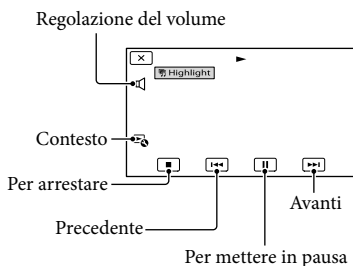 Regolazione del volume
Highlight
Contesto
Per arrestare
Avanti
Precedente
Per mettere in pausa